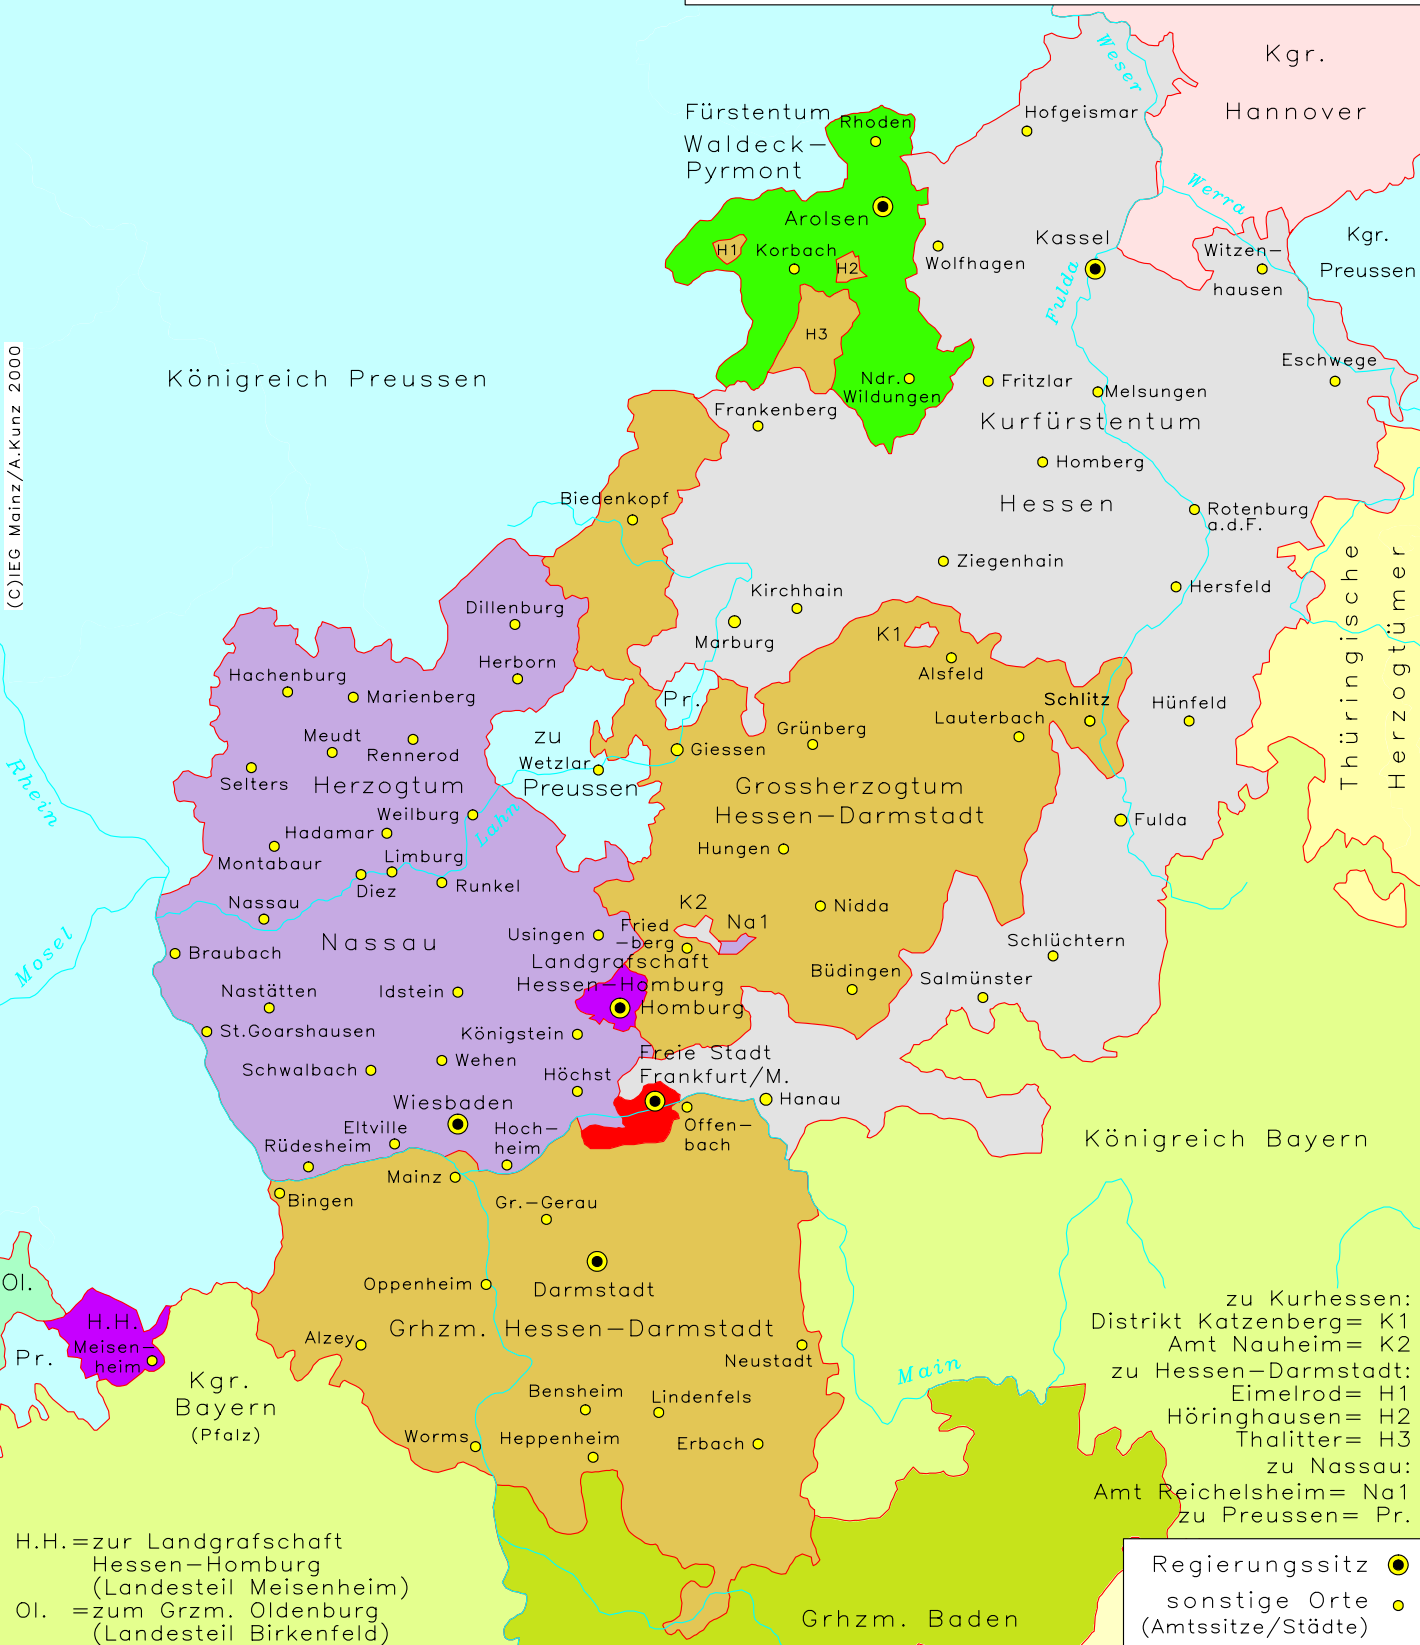 Kgr.
Hannover
Weser
Hofgeismar
Fürstentum
Waldeck-
Pyrmont
Rhoden
Arolsen
Werra
Kgr.
Preussen
Kassel
Witzen-
hausen
Wolfhagen
H1
Korbach
H2
H3
Fulda
Eschwege
Königreich Preussen
(C)IEG Mainz/A.Kunz 2000
Ndr.
Wildungen
Fritzlar
Melsungen
Frankenberg
Kurfürstentum
Homberg
Hessen
Biedenkopf
Rotenburg
a.d.F.
Ziegenhain
Hersfeld
Thüringische
Herzogtümer
Kirchhain
Marburg
Dillenburg
Herborn
K1
Alsfeld
Hachenburg
Marienberg
Pr.
Schlitz
Hünfeld
Lauterbach
Grünberg
Giessen
Meudt
Rennerod
zu
Wetzlar
Preussen
Selters
Herzogtum
Grossherzogtum
Hessen-Darmstadt
Weilburg
Lahn
Rhein
Fulda
Hadamar
Montabaur
Limburg
Diez
Runkel
Hungen
Nassau
Nidda
K2
Na1
Usingen
Fried
-berg
Nassau
Mosel
Braubach
Schlüchtern
Landgrafschaft
Hessen-Homburg
Homburg
Büdingen
Salmünster
Nastätten
Idstein
St.Goarshausen
Königstein
Wehen
Freie Stadt
Frankfurt/M.
Schwalbach
Höchst
Hanau
Wiesbaden
Offen-
bach
Eltville
Hoch-
heim
Rüdesheim
Königreich Bayern
Mainz
Bingen
Gr.-Gerau
Oppenheim
Darmstadt
Ol.
H.H.
Meisen-
heim
Pr.
Alzey
Grhzm. Hessen-Darmstadt
Neustadt
Main
Kgr.
Bayern
(Pfalz)
Bensheim
Lindenfels
Worms
Heppenheim
Erbach
zu Kurhessen:
Distrikt Katzenberg= K1
Amt Nauheim= K2
zu Hessen-Darmstadt:
Eimelrod= H1
Höringhausen= H2
Thalitter= H3
zu Nassau:
Amt Reichelsheim= Na1
zu Preussen= Pr.
H.H.=zur Landgrafschaft
Hessen-Homburg
(Landesteil Meisenheim)
Ol. =zum Grzm. Oldenburg
(Landesteil Birkenfeld)
Grhzm. Baden
Regierungssitz
sonstige Orte
(Amtssitze/Städte)